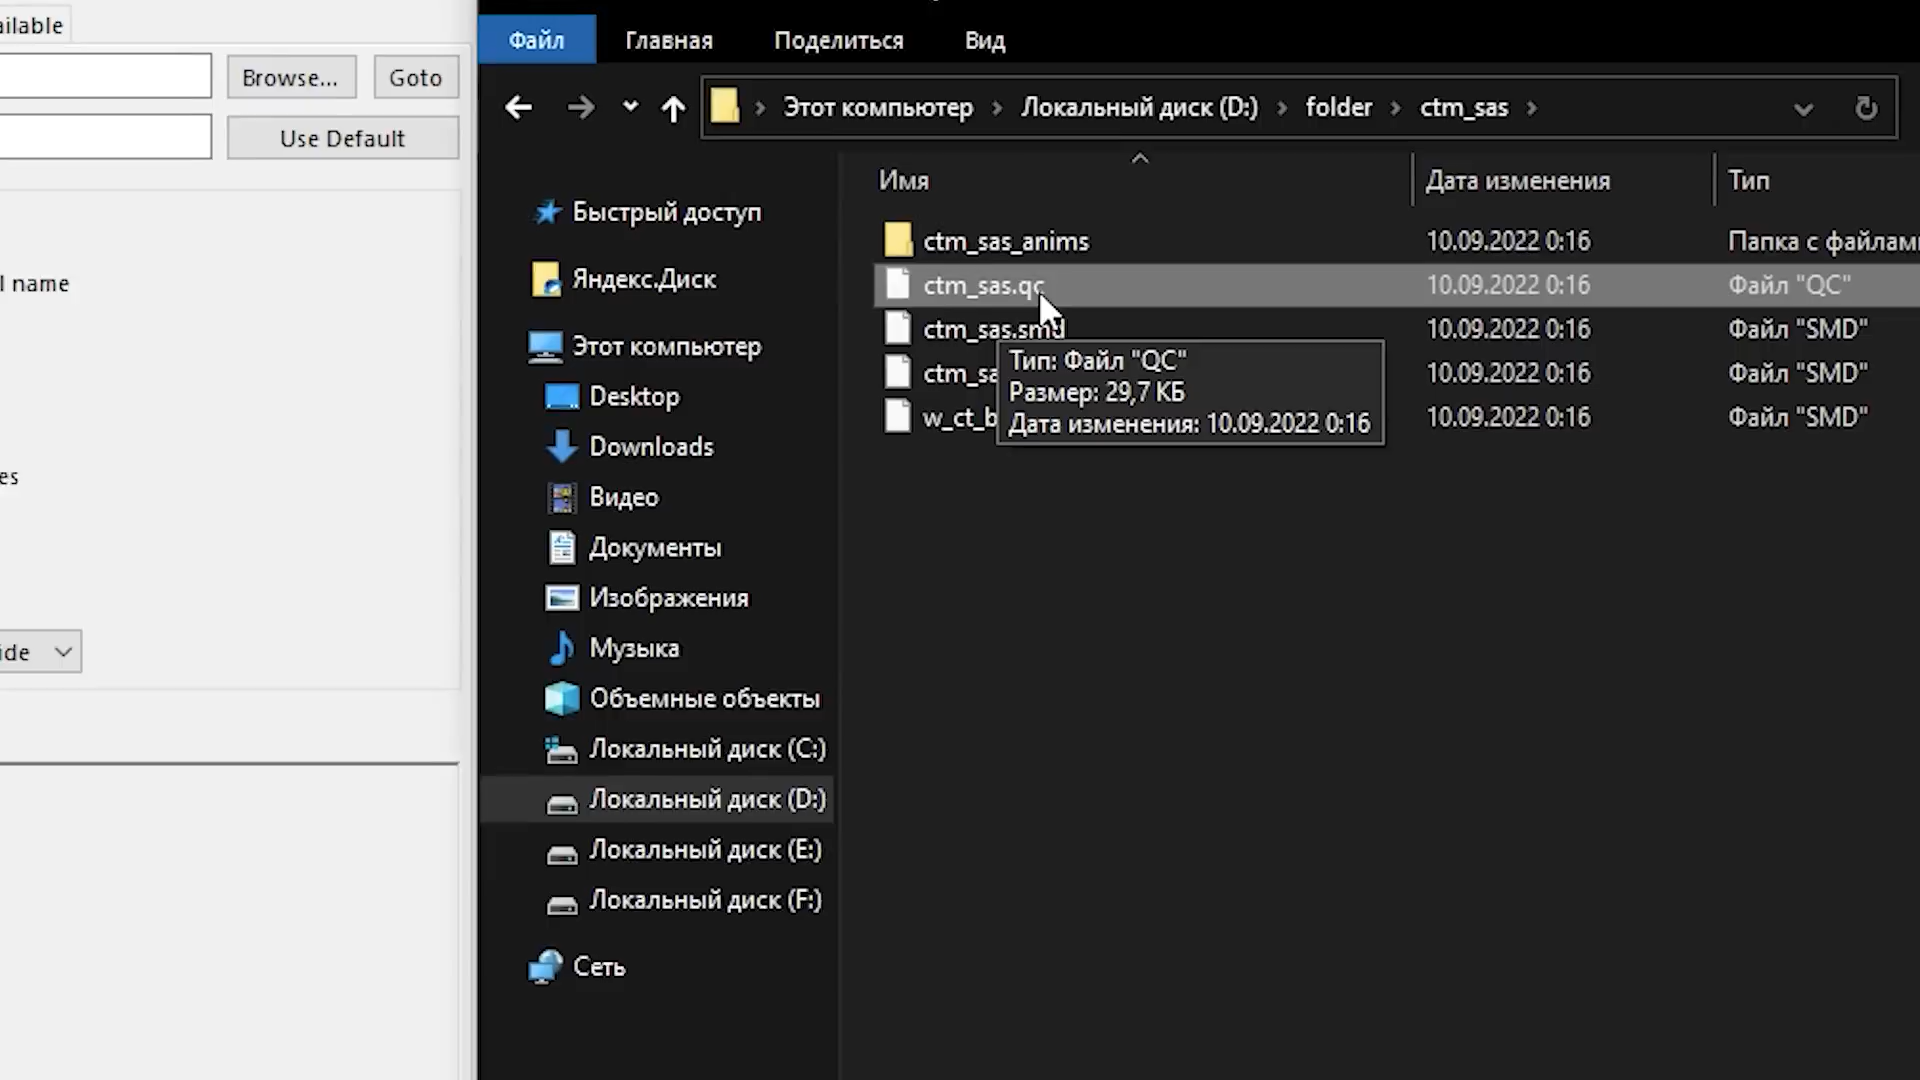 Browse...
Goto
Use Default
name
Файл
Главная
Поделиться
Вид
Этот компьютер
Локальный диск (D:)
folder
ctm_sas
Быстрый доступ
Яндекс.Диск
Этот компьютер
Desktop
Downloads
Видео
Документы
Изображения
Музыка
Объемные объекты
Локальный диск (C:)
Локальный диск (D:)
Локальный диск (E:)
Локальный диск (F:)
Сеть
Имя Дата изменения Тип
ctm_sas_anims 10.09.2022 0:16 Папка с файлами
ctm_sas.qc 10.09.2022 0:16 Файл "QC"
ctm_sas.smd 10.09.2022 0:16 Файл "SMD"
10.09.2022 0:16 Файл "SMD"
10.09.2022 0:16 Файл "SMD"
Тип: Файл "QC"
Размер: 29,7 КБ
Дата изменения: 10.09.2022 0:16